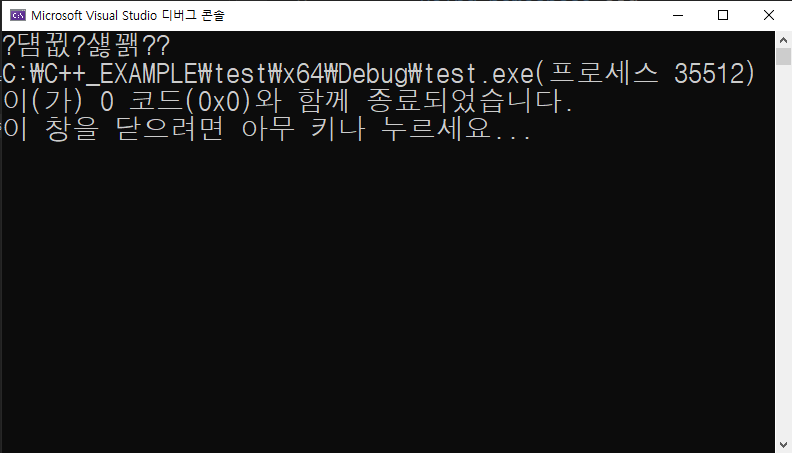 Microsoft Visual Studio 디버그 콘솔
?댐뀞?섏꽭??
C:\C++_EXAMPLE\test\x64\Debug\test.exe(프로세스 35512)
이(가) 0 코드(0x0)와 함께 종료되었습니다.
이 창을 닫으려면 아무 키나 누르세요...